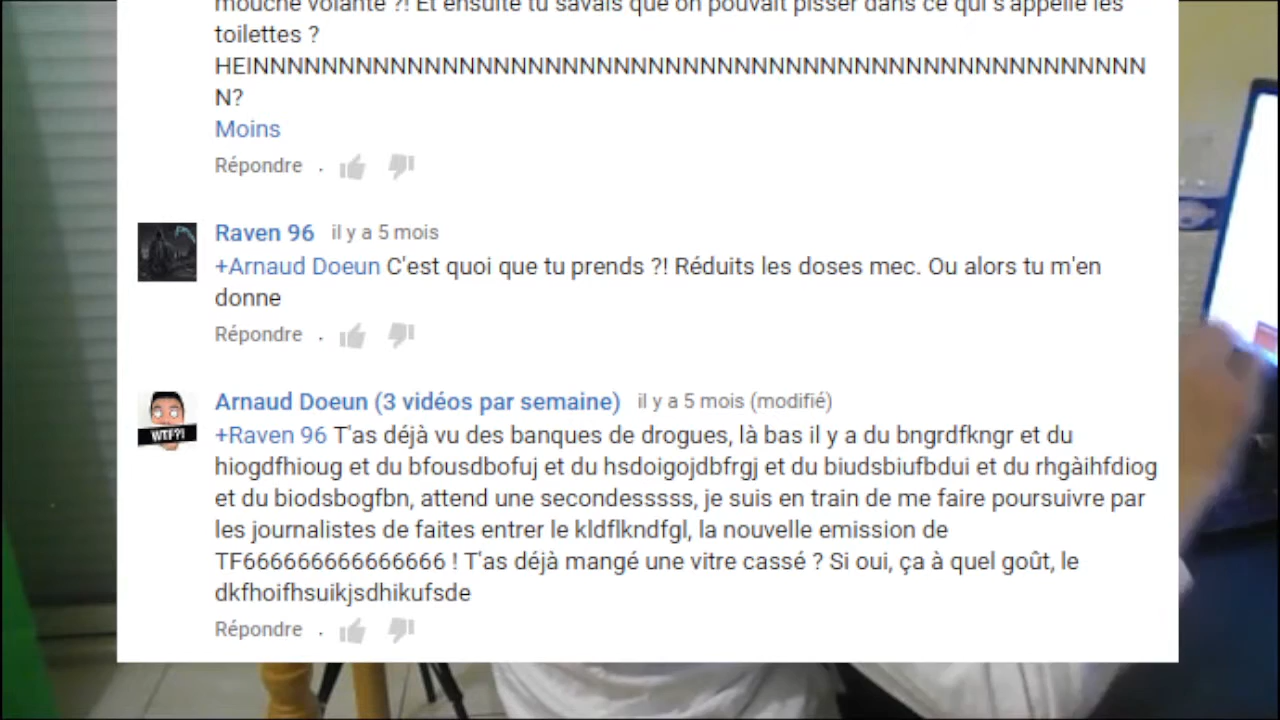 mouche volante ?! Et ensuite tu savais que on pouvait pisser dans ce qui s'appelle les
toilettes ?
HEINNNNNNNNNNNNNNNNNNNNNNNNNNNNNNNNNNNNNNNNNNNNNNNNNNNN
N?
Moins
Répondre .
Raven 96 il y a 5 mois
+Arnaud Doeun C'est quoi que tu prends ?! Réduits les doses mec. Ou alors tu m'en
donne
Répondre .
Arnaud Doeun (3 vidéos par semaine) il y a 5 mois (modifié)
WTF?!
+Raven 96 T'as déjà vu des banques de drogues, là bas il y a du bngrdfkngr et du
hiogdfhioug et du bfousdbofuj et du hsdoigojdbfrgj et du biudsbiufbdui et du rhgàihfdiog
et du biodsbogfbn, attend une secondesssss, je suis en train de me faire poursuivre par
les journalistes de faites entrer le kldflkndfgl, la nouvelle emission de
TF6666666666666666 ! T'as déjà mangé une vitre cassé ? Si oui, ça à quel goût, le
dkfhoifhsuikjsdhikufsde
Répondre .